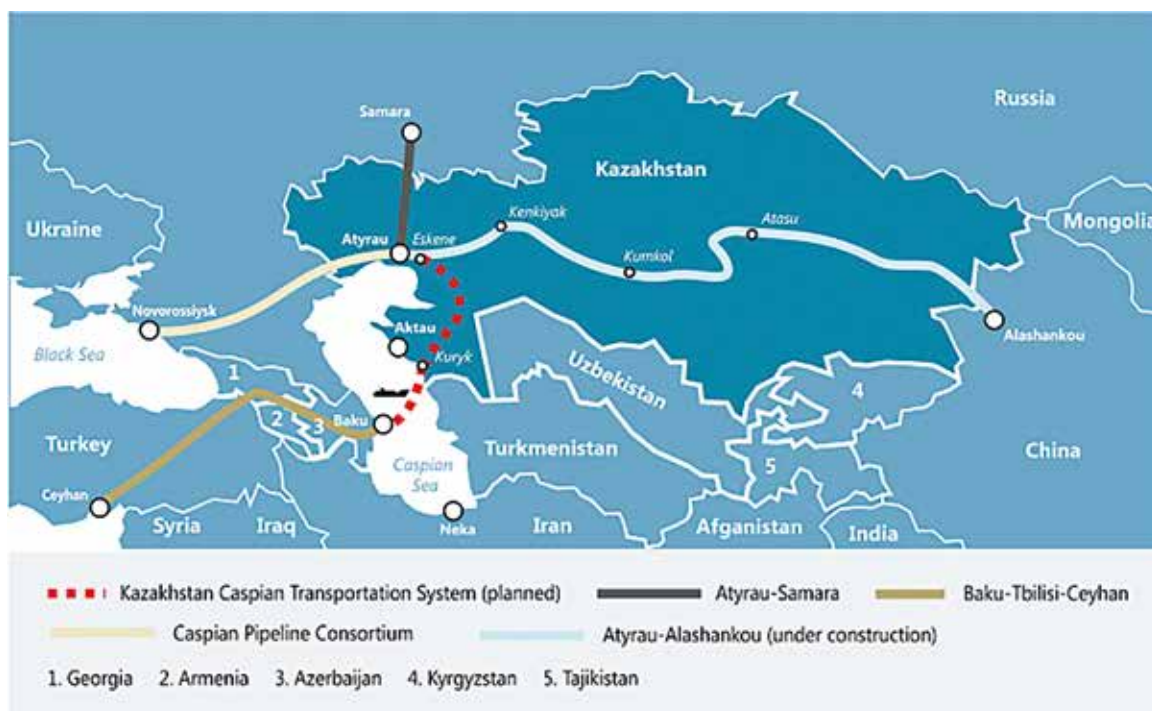 Russia
Samara
Kazakhstan
Mongolia
Ukraine
Kenkiyak
Atasu
Atyrau
Eskene
Kumkol
Novorossiysk
Aktau
Alashankou
Black Sea
Kuryk
Uzbekistan
1
4
2
3
Baku
Turkmenistan
Turkey
China
5
Caspian
Sea
Ceyhan
Syria
Iraq
Neka
Iran
Afganistan
India
Kazakhstan Caspian Transportation System (planned) Atyrau-Samara Baku-Tbilisi-Ceyhan
Caspian Pipeline Consortium Atyrau-Alashankou (under construction)
1. Georgia 2. Armenia 3. Azerbaijan 4. Kyrgyzstan 5. Tajikistan